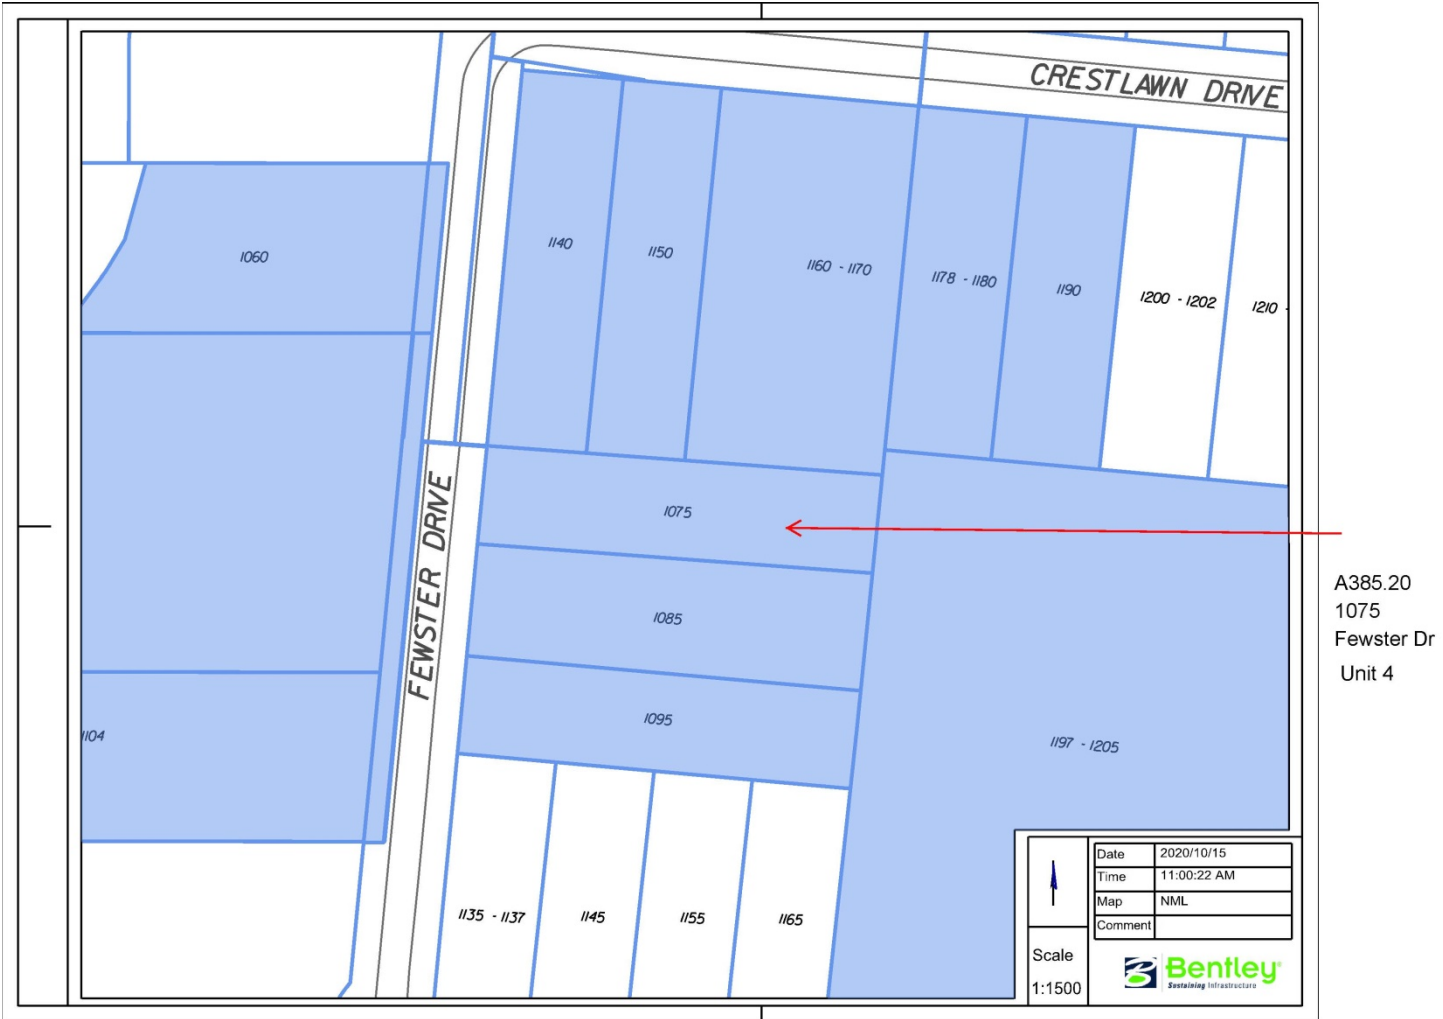 CRESTLAWN DRIVE
1060
1140
1150
1160 - 1170
1178 - 1180
1190
1200 - 1202
1210 -
FEWSTER DRIVE
1075
1085
1095
1104
1197 - 1205
1135 - 1137
1145
1155
1165
A385.20
1075
Fewster Dr
Unit 4
Date 2020/10/15
Time 11:00:22 AM
Map NML
Comment
Scale
1:1500
Bentley
Sustaining Infrastructure